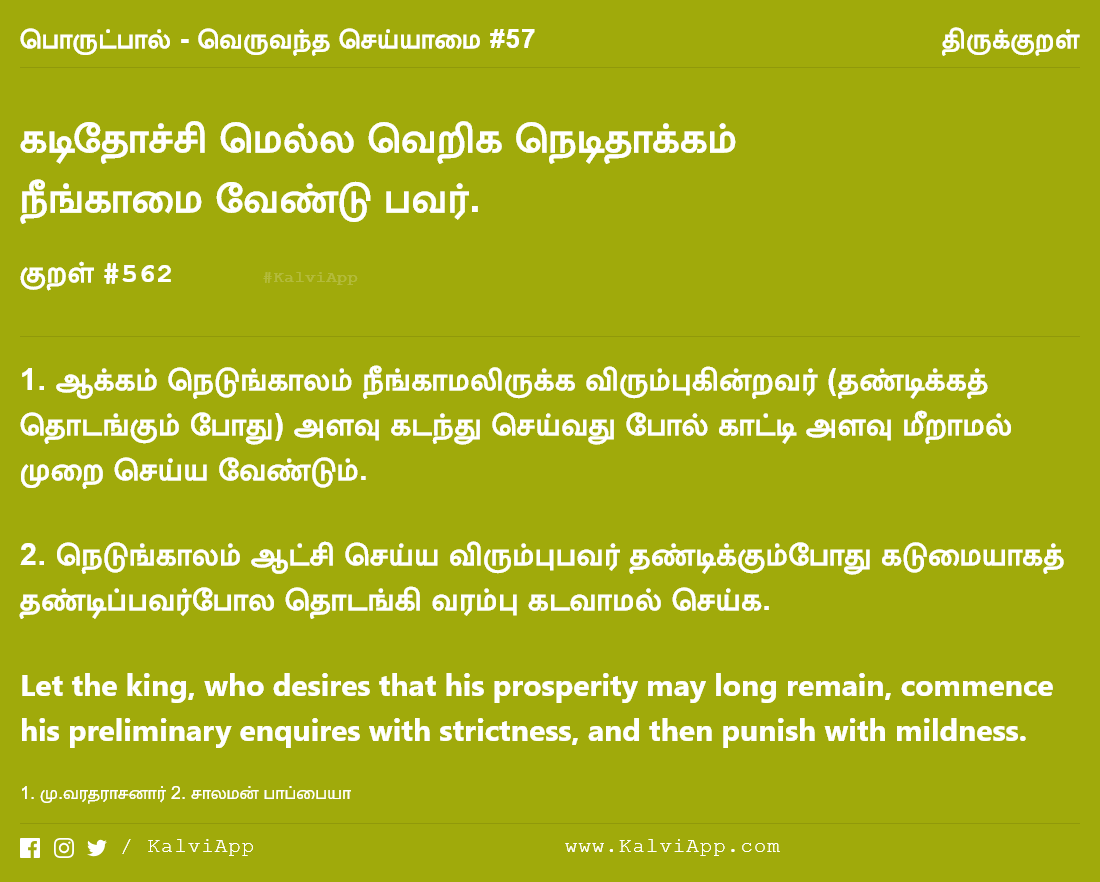 பொருட்பால் - வெருவந்த செய்யாமை #57 திருக்குறள்
கடிதோச்சி மெல்ல வெறிக நெடிதாக்கம்
நீங்காமை வேண்டு பவர்.
குறள் #562 #KalviApp
1. ஆக்கம் நெடுங்காலம் நீங்காமலிருக்க விரும்புகின்றவர் (தண்டிக்கத்
தொடங்கும் போது) அளவு கடந்து செய்வது போல் காட்டி அளவு மீறாமல்
முறை செய்ய வேண்டும்.
2. நெடுங்காலம் ஆட்சி செய்ய விரும்புபவர் தண்டிக்கும்போது கடுமையாகத்
தண்டிப்பவர்போல தொடங்கி வரம்பு கடவாமல் செய்க.
Let the king, who desires that his prosperity may long remain, commence
his preliminary enquires with strictness, and then punish with mildness.
1. மு.வரதராசனார் 2. சாலமன் பாப்பையா
/ KalviApp www.KalviApp.com